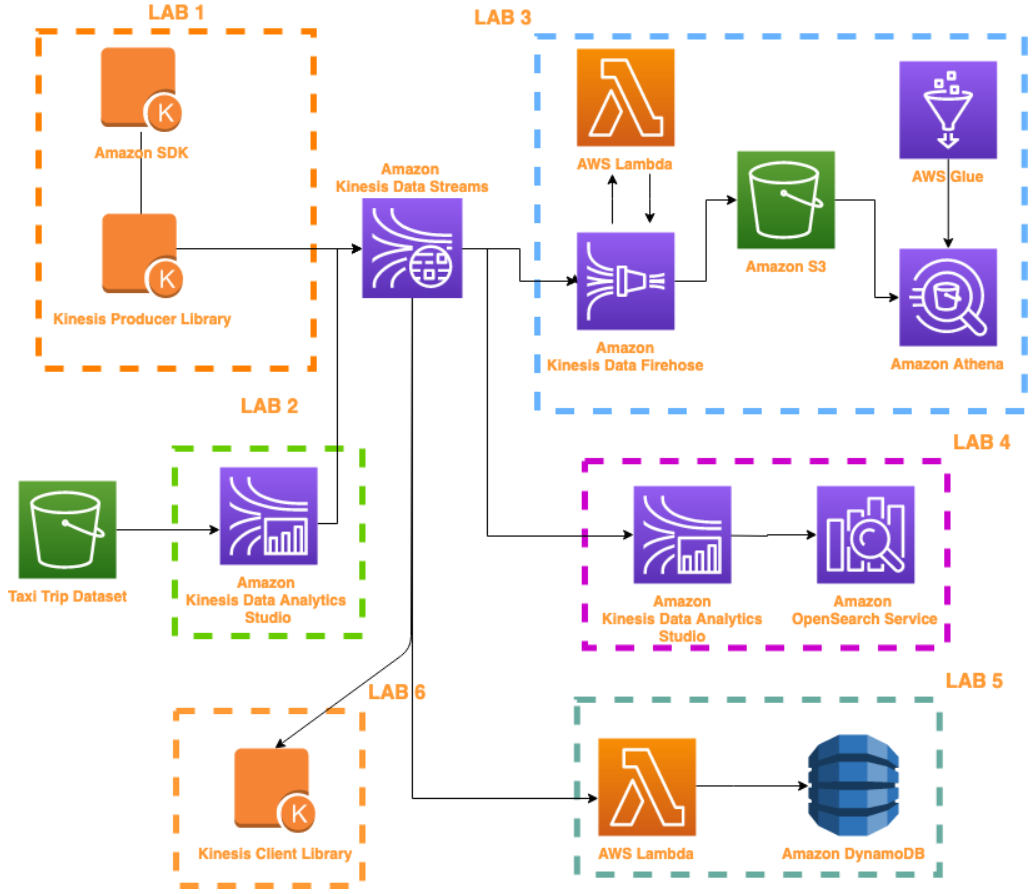 LAB 1
Amazon SDK
Kinesis Producer Library
Amazon
Kinesis Data Streams
LAB 3
AWS Lambda
Amazon
Kinesis Data Firehose
Amazon S3
AWS Glue
Amazon Athena
LAB 2
Taxi Trip Dataset
Amazon
Kinesis Data Analytics
Studio
LAB 4
Amazon
Kinesis Data Analytics
Studio
Amazon
OpenSearch Service
LAB 6
K
Kinesis Client Library
LAB 5
AWS Lambda
Amazon DynamoDB
K
K